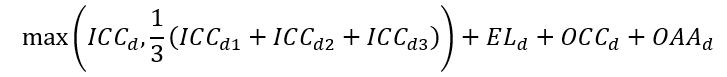 max(ICC_d, 1/3 (ICC_d1 + ICC_d2 + ICC_d3)) + EL_d + OCC_d + OAA_d